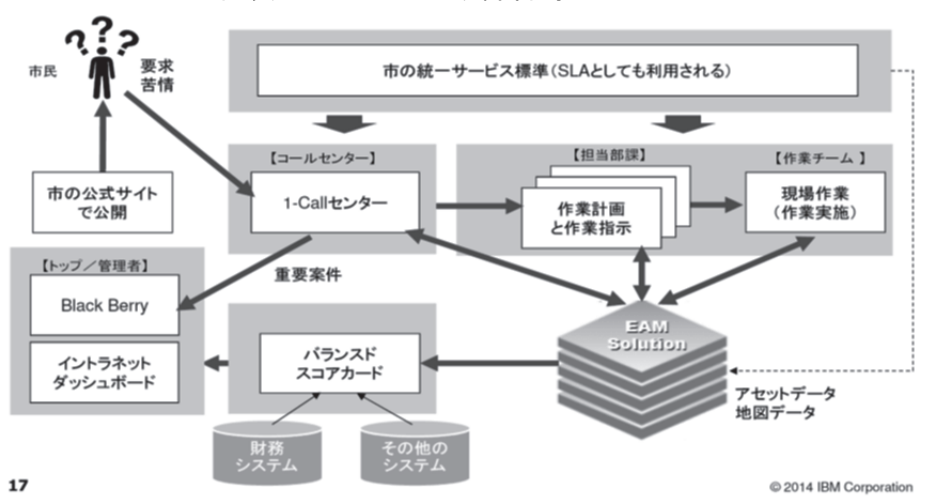 ? ? ?
市民
要求
苦情
市の統一サービス標準（SLAとしても利用される）
市の公式サイト
で公開
【コールセンター】
1-Callセンター
【担当部課】
作業計画
と作業指示
【作業チーム】
現場作業
（作業実施）
重要案件
【トップ／管理者】
Black Berry
イントラネット
ダッシュボード
バランスド
スコアカード
EAM
Solution
アセットデータ
地図データ
財務
システム
その他の
システム
17
© 2014 IBM Corporation